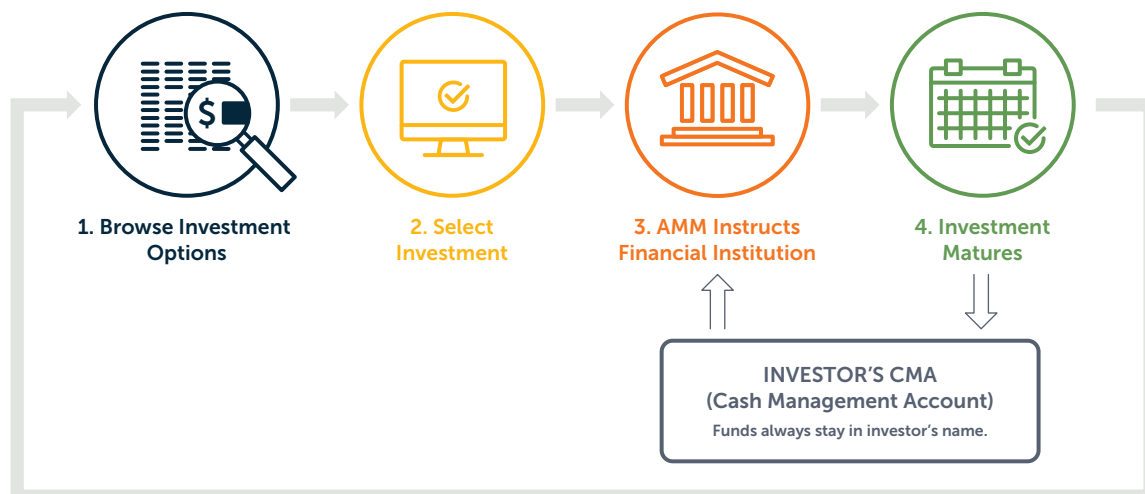 $
1. Browse Investment
Options
2. Select
Investment
3. AMM Instructs
Financial Institution
4. Investment
Matures
INVESTOR'S CMA
(Cash Management Account)
Funds always stay in investor's name.